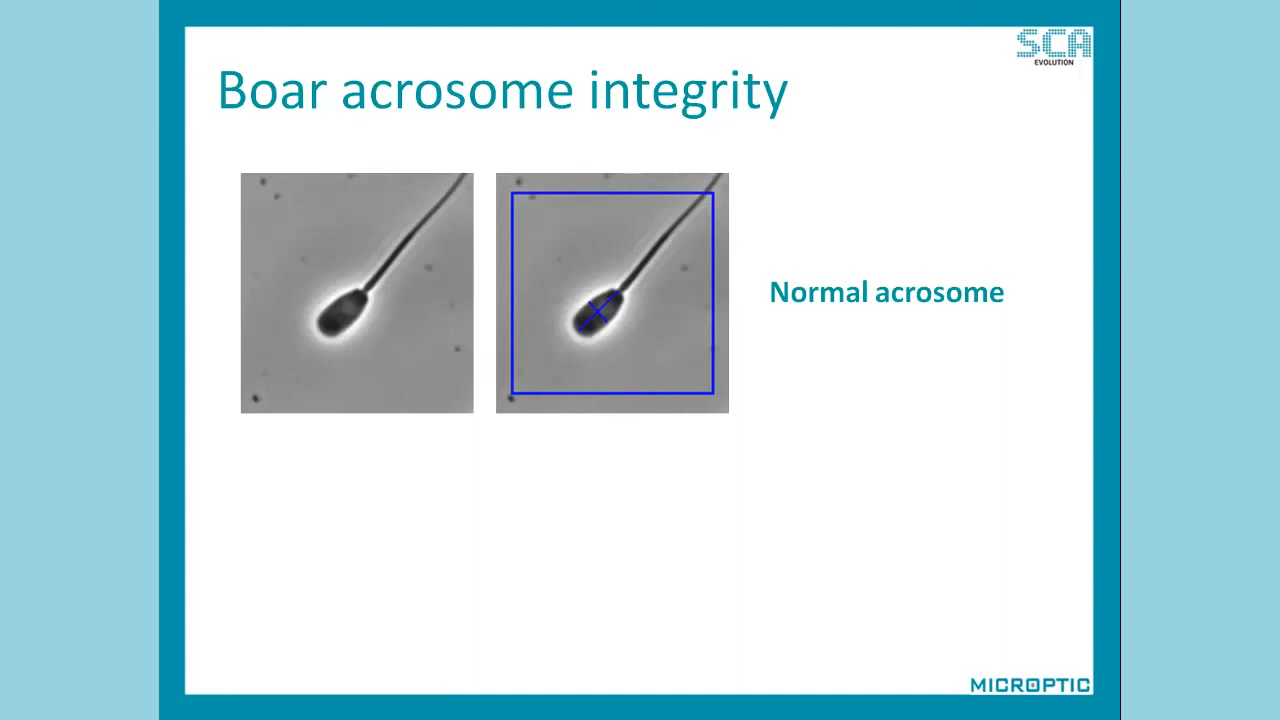 SCA
EVOLUTION
Boar acrosome integrity
Normal acrosome
MICROPTIC